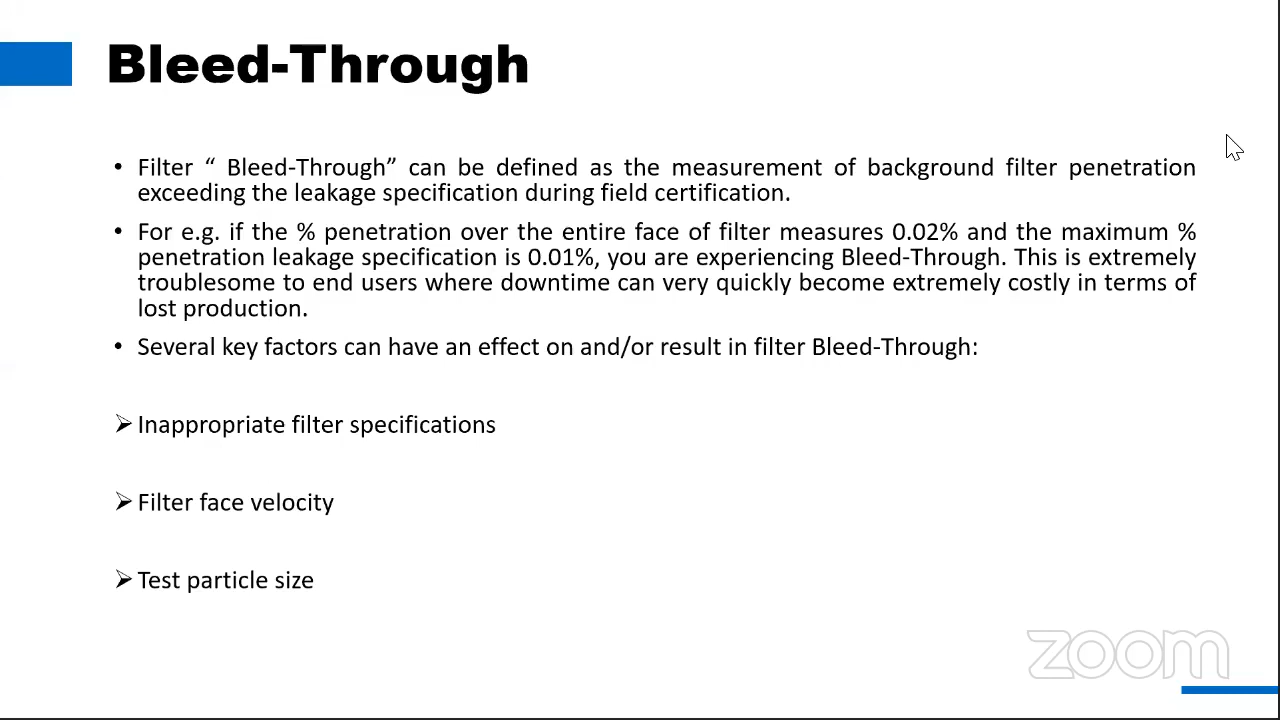 Bleed-Through
• Filter “ Bleed-Through” can be defined as the measurement of background filter penetration
exceeding the leakage specification during field certification.
• For e.g. if the % penetration over the entire face of filter measures 0.02% and the maximum %
penetration leakage specification is 0.01%, you are experiencing Bleed-Through. This is extremely
troublesome to end users where downtime can very quickly become extremely costly in terms of
lost production.
• Several key factors can have an effect on and/or result in filter Bleed-Through:
➢ Inappropriate filter specifications
➢ Filter face velocity
➢ Test particle size
zoom